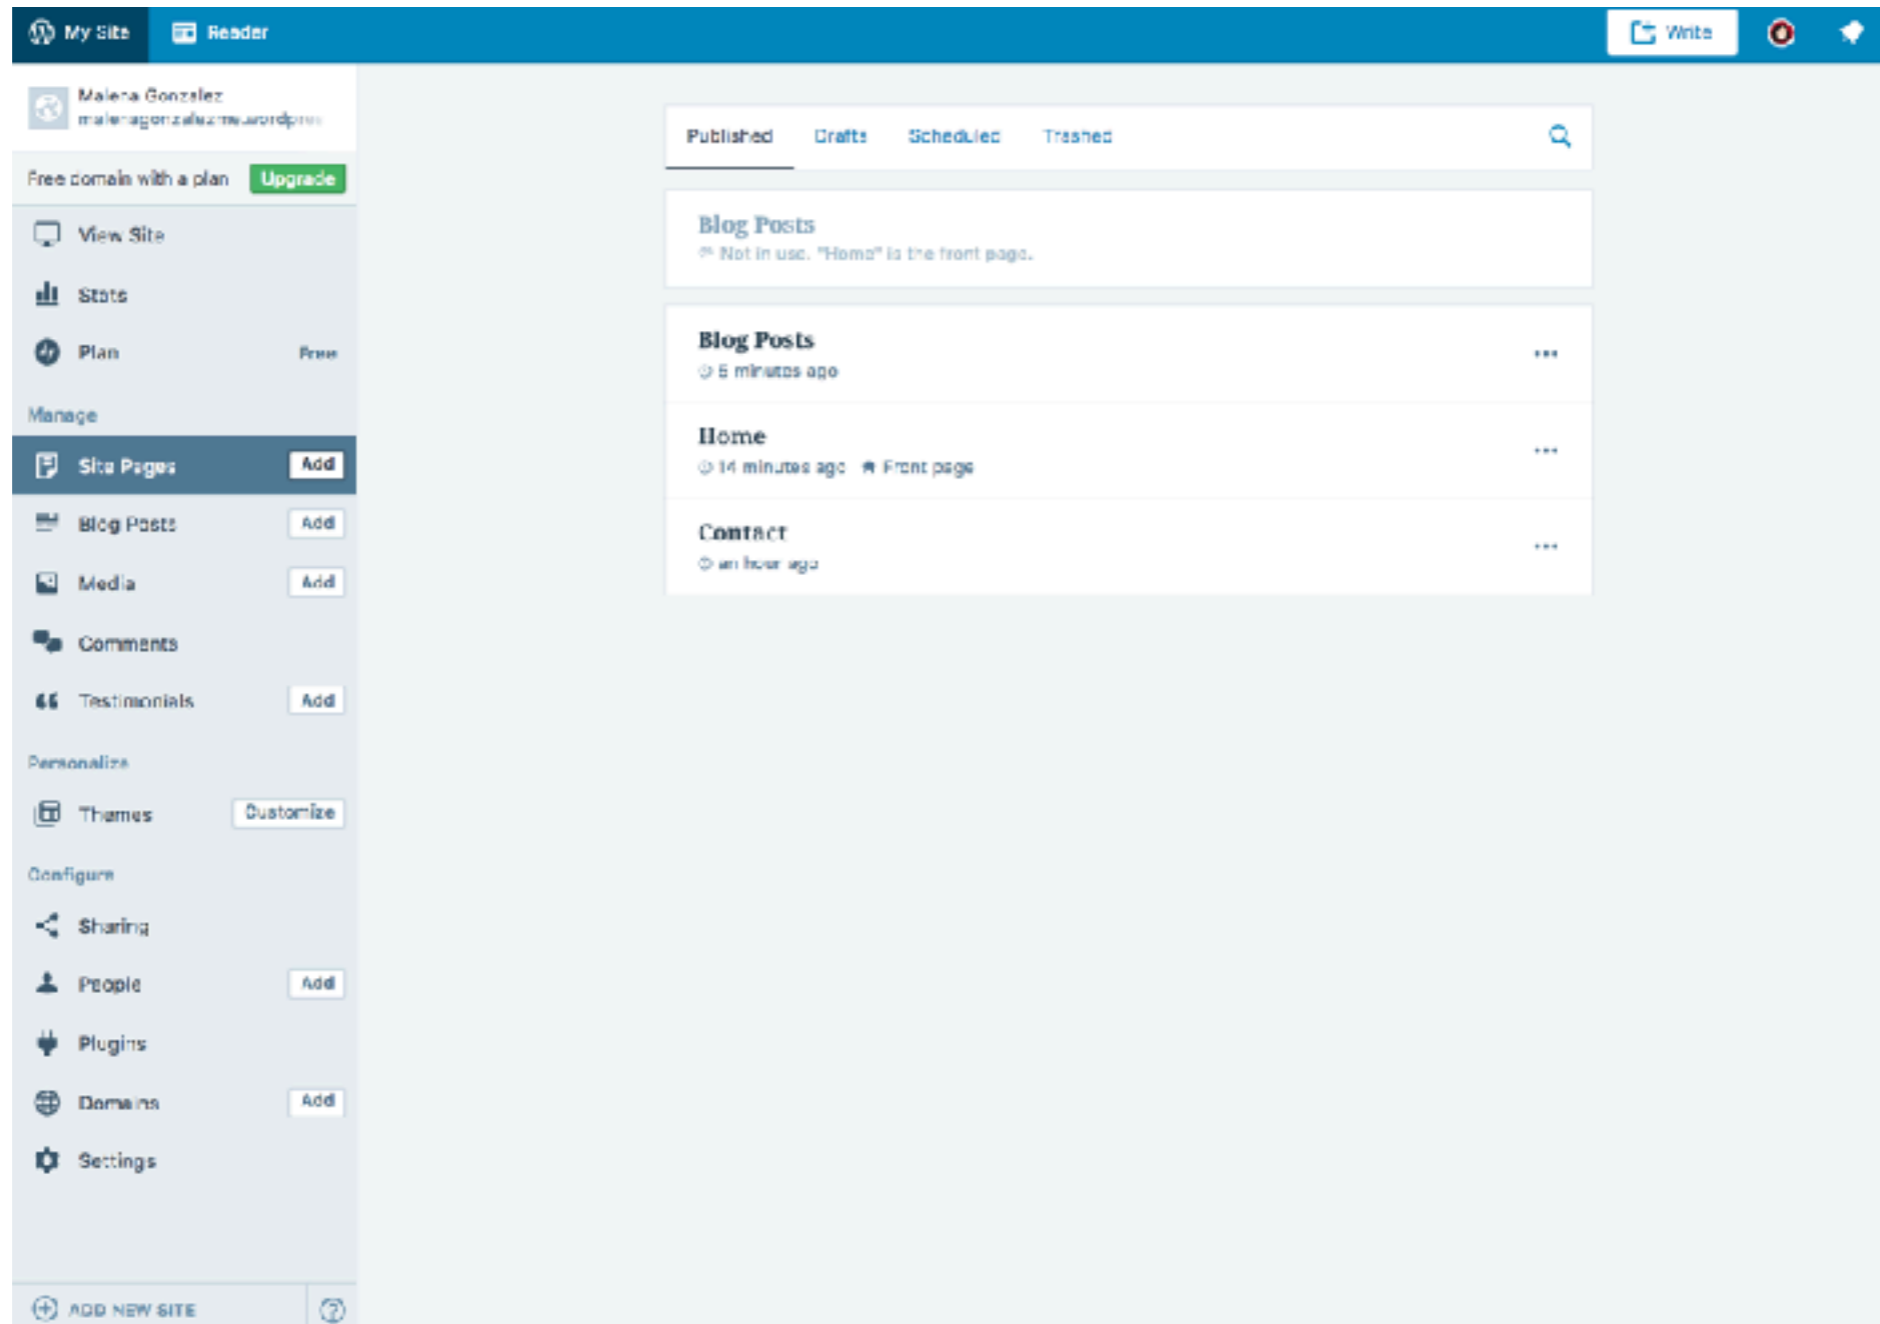 My Site
Reader
Write
Malena Gonzalez
malenagonzalezme.wordpres
Free domain with a plan
Upgrade
View Site
Stats
Plan
Free
Manage
Site Pages
Add
Blog Posts
Add
Media
Add
Comments
Testimonials
Add
Personalize
Themes
Customize
Configure
Sharing
People
Add
Plugins
Domains
Add
Settings
ADD NEW SITE
Published
Drafts
Scheduled
Trashed
Blog Posts
Not in use. "Home" is the front page.
Blog Posts
5 minutes ago
Home
14 minutes ago Front page
Contact
an hour ago